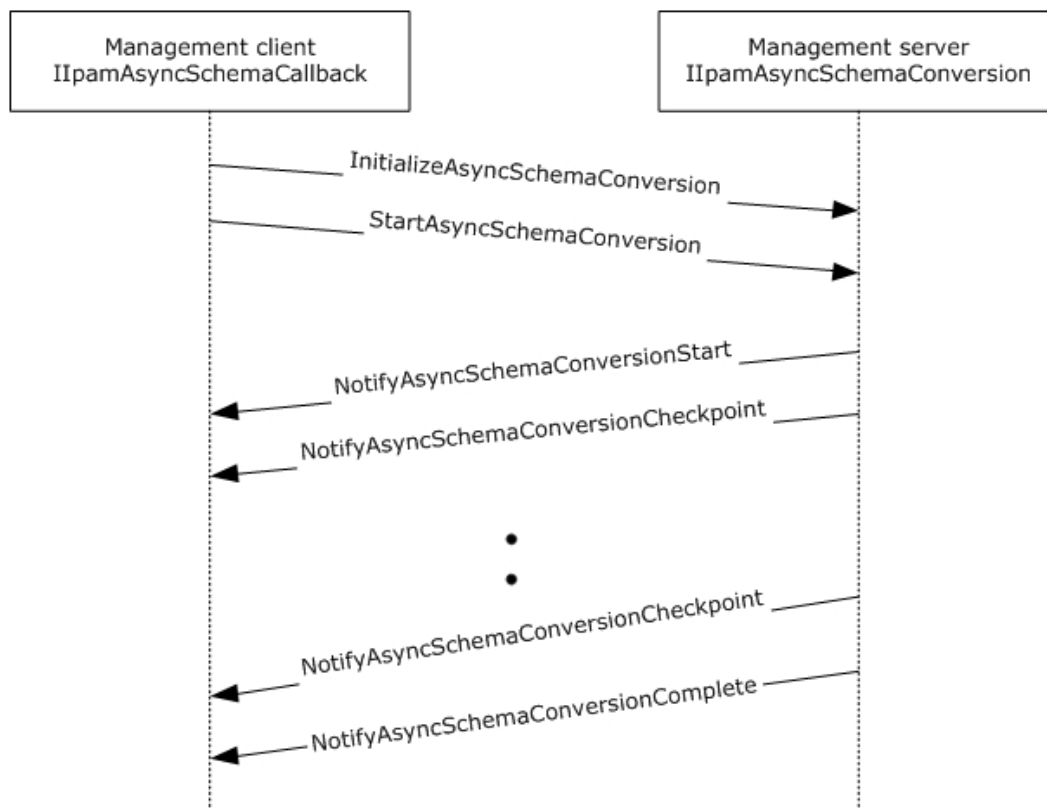 Management client
IIpamAsyncSchemaCallback
Management server
IIpamAsyncSchemaConversion
InitializeAsyncSchemaConversion
StartAsyncSchemaConversion
NotifyAsyncSchemaConversionStart
NotifyAsyncSchemaConversionCheckpoint
NotifyAsyncSchemaConversionCheckpoint
NotifyAsyncSchemaConversionComplete